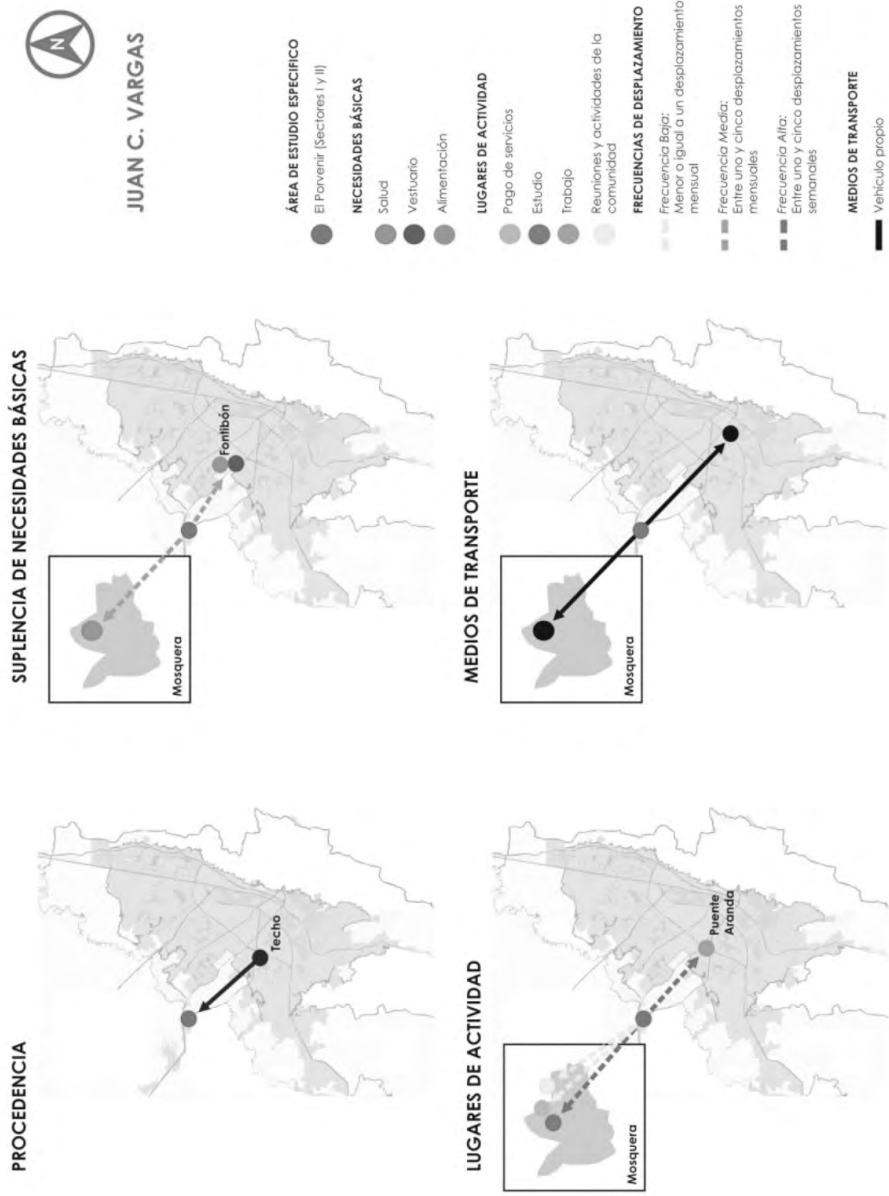 N
JUAN C. VARGAS
PROCEDENCIA
Techo
SUPLENCIA DE NECESIDADES BÁSICAS
Mosquera
Fontibón
LUGARES DE ACTIVIDAD
Mosquera
Puente
Aranda
MEDIOS DE TRANSPORTE
Mosquera
ÁREA DE ESTUDIO ESPECIFICO
El Porvenir (Sectores I y II)
NECESIDADES BÁSICAS
Salud
Vestuario
Alimentación
LUGARES DE ACTIVIDAD
Pago de servicios
Estudio
Trabajo
Reuniones y actividades de la
comunidad
FRECUENCIAS DE DESPLAZAMIENTO
Frecuencia Baja:
Menor o igual a un desplazamiento
mensual
Frecuencia Media:
Entre uno y cinco desplazamientos
mensuales
Frecuencia Alta:
Entre uno y cinco desplazamientos
semanales
MEDIOS DE TRANSPORTE
Vehículo propio